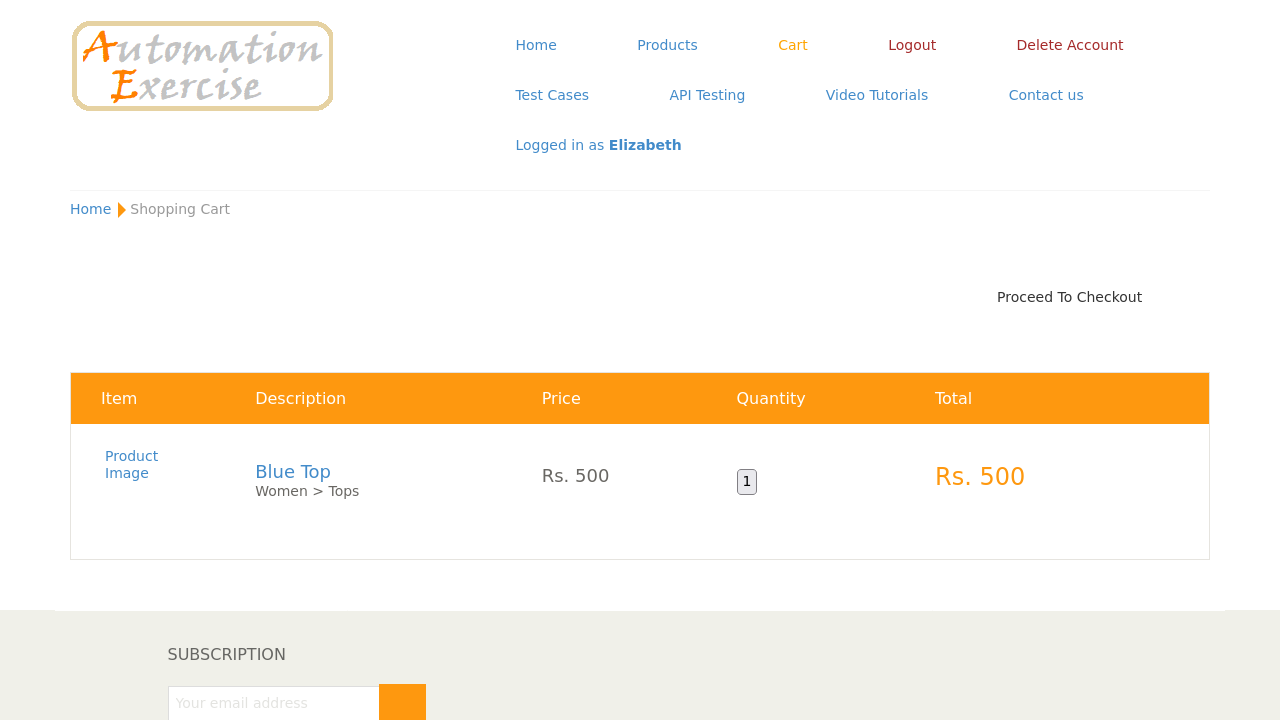 Automation
Exercise
Home Products Cart Logout Delete Account
Test Cases API Testing Video Tutorials Contact us
Logged in as Elizabeth
Home Shopping Cart
Proceed To Checkout
Item Description Price Quantity Total
Product
Image
Blue Top
Women > Tops
Rs. 500
1
Rs. 500
SUBSCRIPTION
Your email address